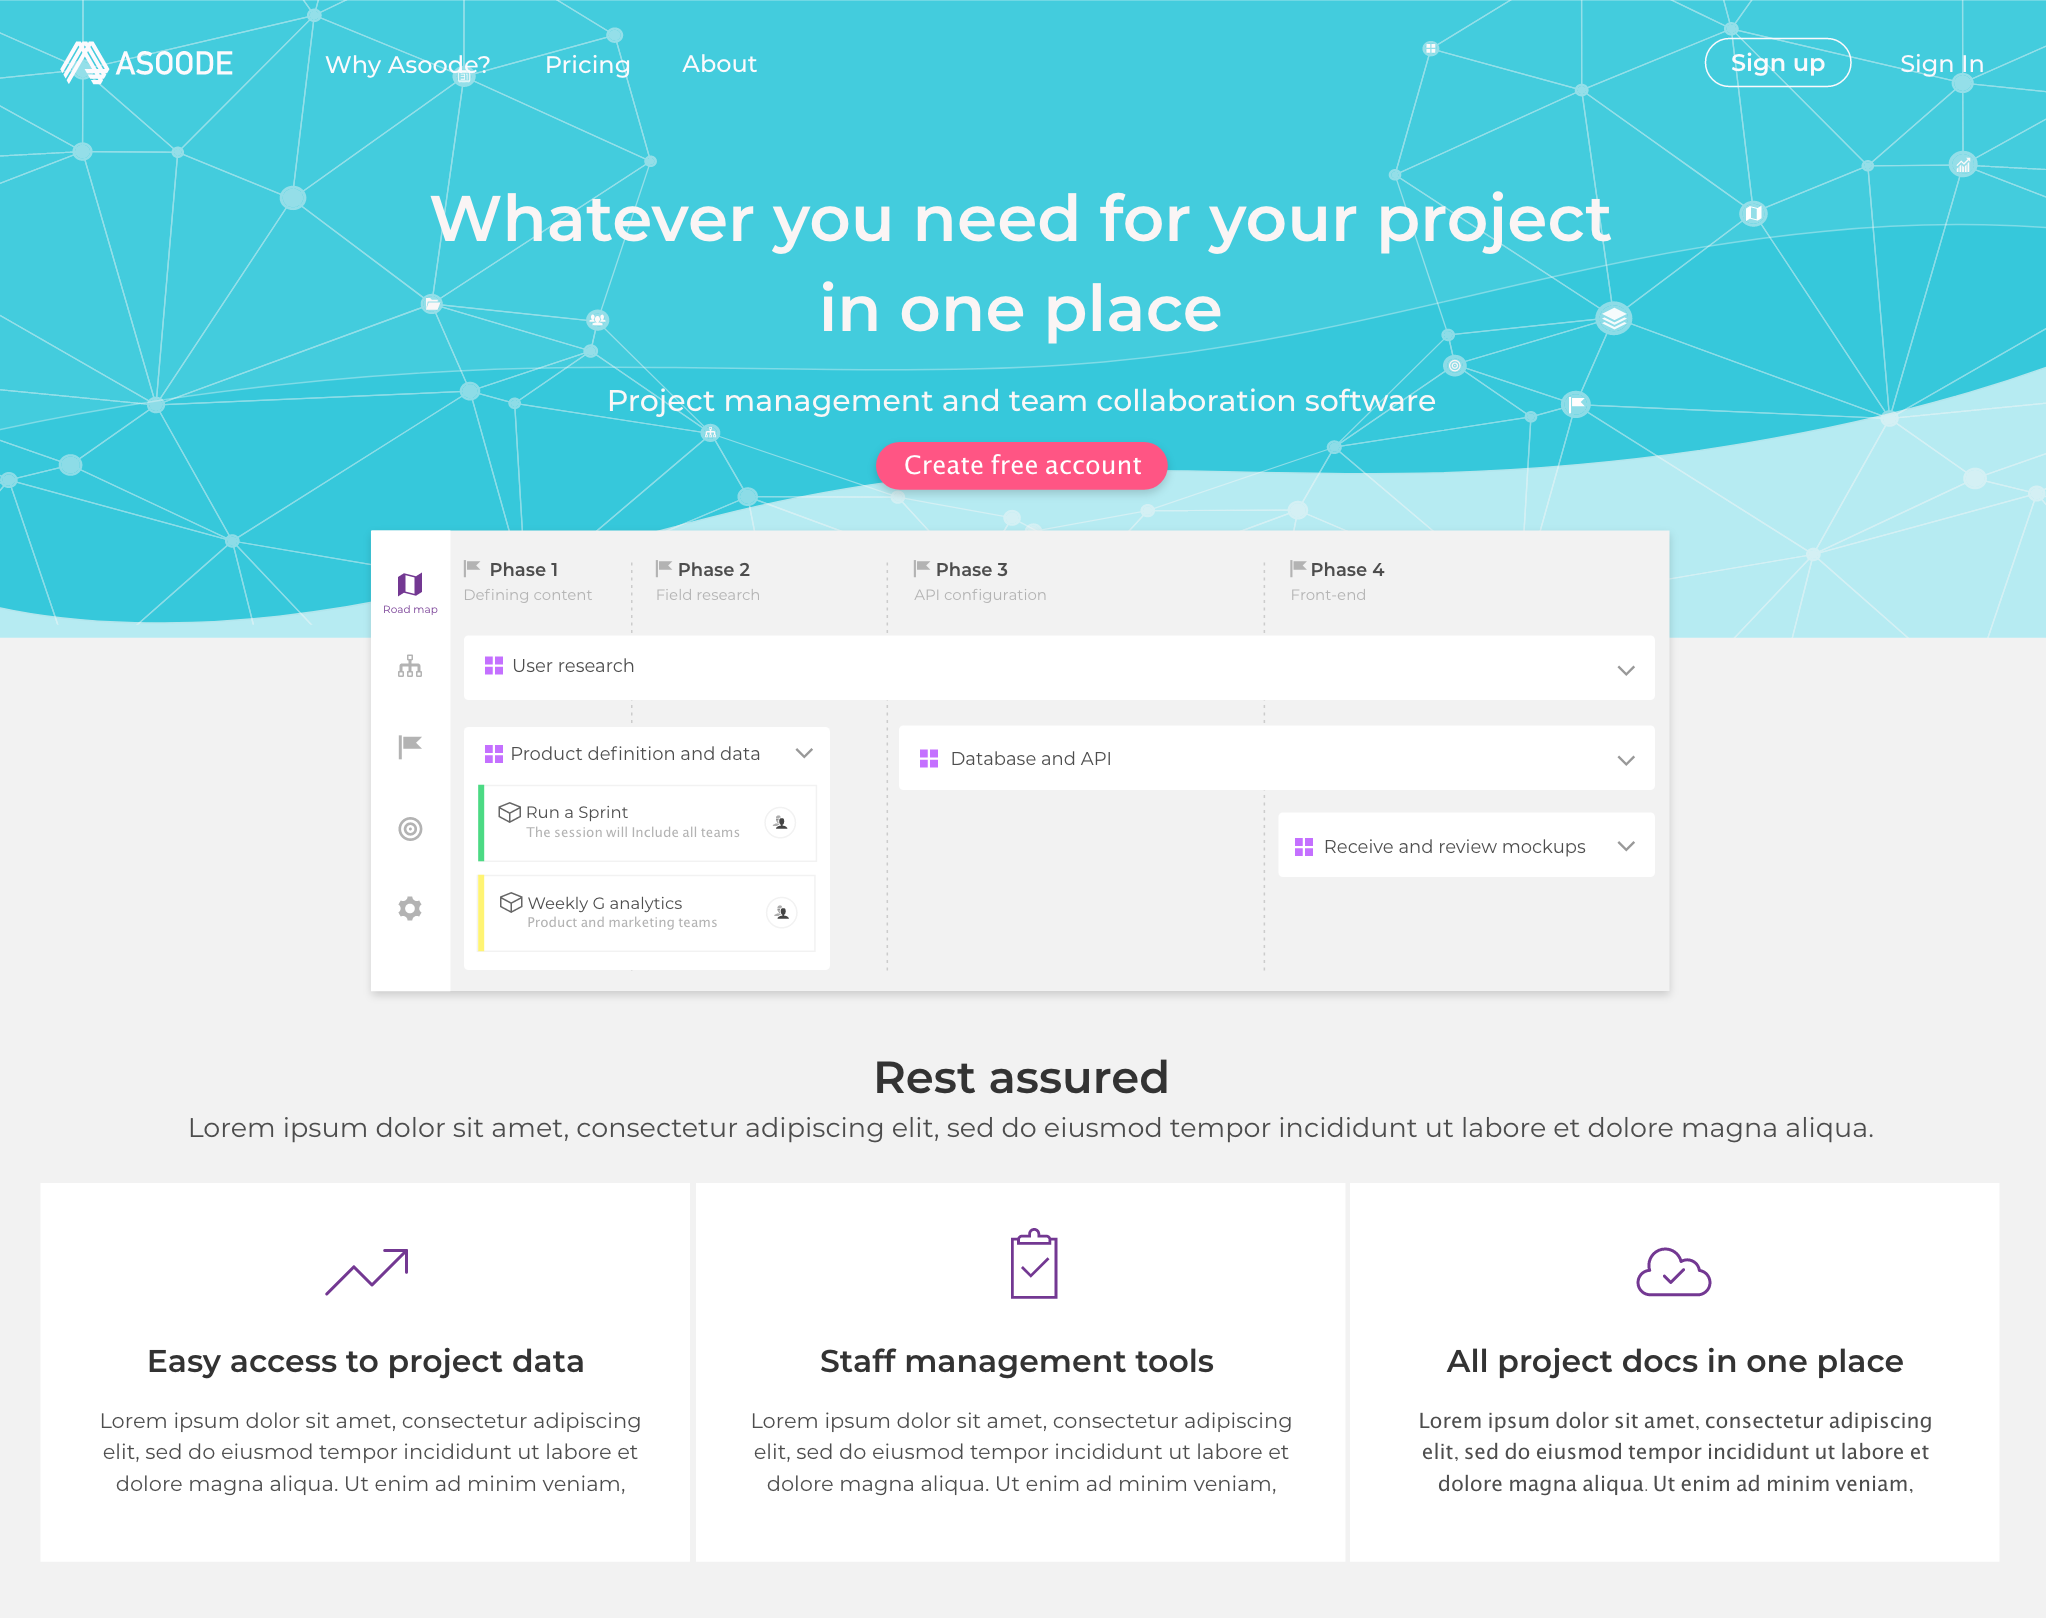 ASOODE
Why Asoode?
Pricing
About
Sign up
Sign In
Whatever you need for your project
in one place
Project management and team collaboration software
Create free account
Road map
Phase 1
Defining content
Phase 2
Field research
Phase 3
API configuration
Phase 4
Front-end
User research
Product definition and data
Run a Sprint
The session will Include all teams
Weekly G analytics
Product and marketing teams
Database and API
Receive and review mockups
Rest assured
Lorem ipsum dolor sit amet, consectetur adipiscing elit, sed do eiusmod tempor incididunt ut labore et dolore magna aliqua.
Easy access to project data
Lorem ipsum dolor sit amet, consectetur adipiscing
elit, sed do eiusmod tempor incididunt ut labore et
dolore magna aliqua. Ut enim ad minim veniam,
Staff management tools
Lorem ipsum dolor sit amet, consectetur adipiscing
elit, sed do eiusmod tempor incididunt ut labore et
dolore magna aliqua. Ut enim ad minim veniam,
All project docs in one place
Lorem ipsum dolor sit amet, consectetur adipiscing
elit, sed do eiusmod tempor incididunt ut labore et
dolore magna aliqua. Ut enim ad minim veniam,